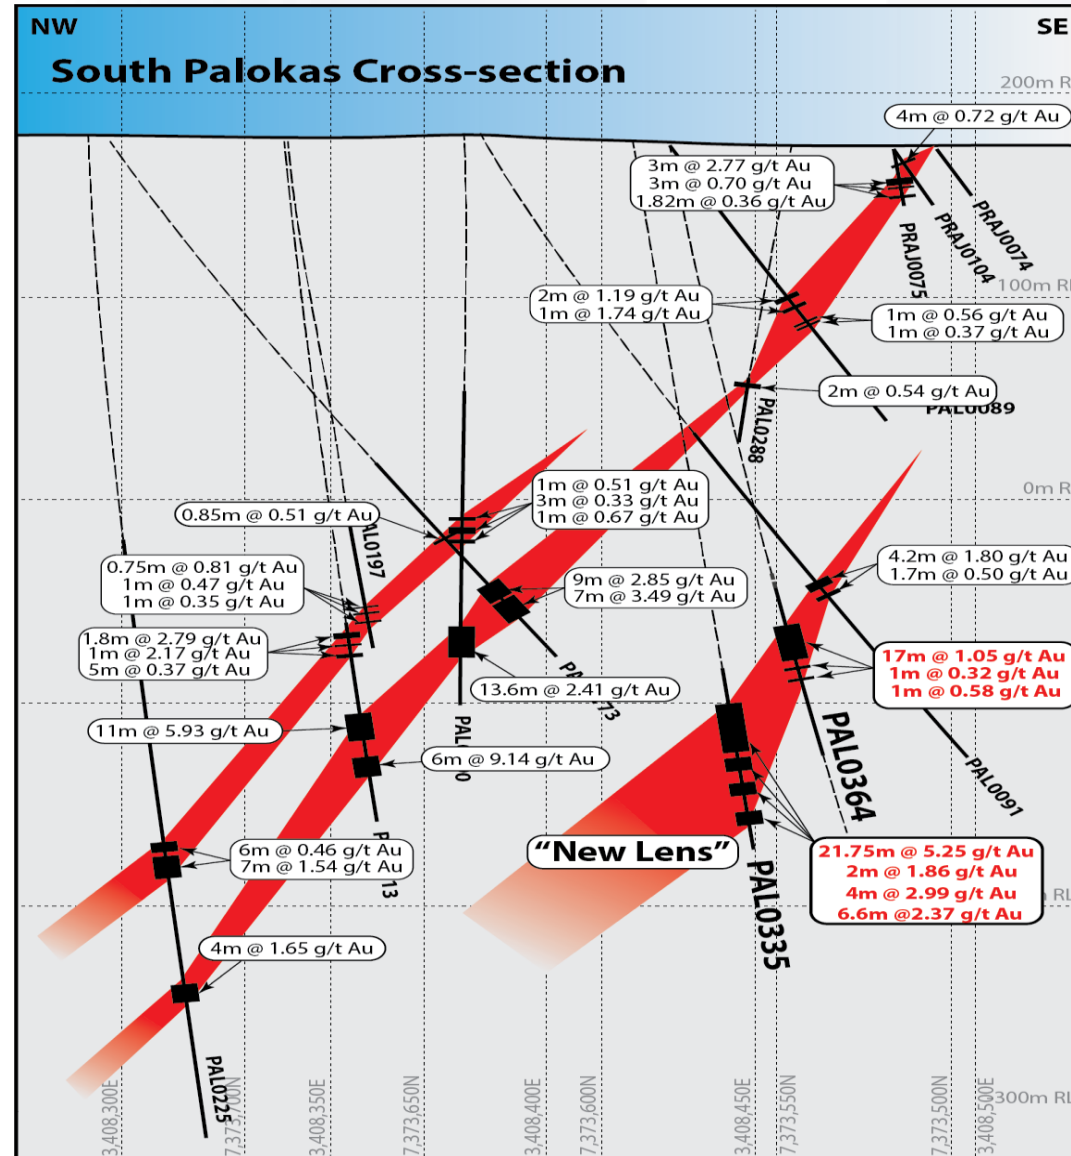 NW
SE
South Palokas Cross-section
200m R
4m @ 0.72 g/t Au
3m @ 2.77 g/t Au
3m @ 0.70 g/t Au
1.82m @ 0.36 g/t Au
PRAJ0074
PRAJ0104
PRAJ0075
100m RL
2m @ 1.19 g/t Au
1m @ 1.74 g/t Au
1m @ 0.56 g/t Au
1m @ 0.37 g/t Au
2m @ 0.54 g/t Au
PAL0089
PAL0288
0m R
1m @ 0.51 g/t Au
3m @ 0.33 g/t Au
1m @ 0.67 g/t Au
0.85m @ 0.51 g/t Au
AL0197
0.75m @ 0.81 g/t Au
1m @ 0.47 g/t Au
1m @ 0.35 g/t Au
9m @ 2.85 g/t Au
7m @ 3.49 g/t Au
4.2m @ 1.80 g/t Au
1.7m @ 0.50 g/t Au
1.8m @ 2.79 g/t Au
1m @ 2.17 g/t Au
5m @ 0.37 g/t Au
17m @ 1.05 g/t Au
1m @ 0.32 g/t Au
1m @ 0.58 g/t Au
13.6m @ 2.41 g/t Au
11m @ 5.93 g/t Au
6m @ 9.14 g/t Au
PAL0364
PAL0091
6m @ 0.46 g/t Au
7m @ 1.54 g/t Au
“New Lens”
21.75m @ 5.25 g/t Au
2m @ 1.86 g/t Au
4m @ 2.99 g/t Au
6.6m @2.37 g/t Au
PAL0335
4m @ 1.65 g/t Au
PAL0225
300m RL
3,408,300E
7,373,700N
3,408,350E
7,373,650N
3,408,400E
7,373,600N
3,408,450E
7,373,550N
7,373,500N
3,408,500E